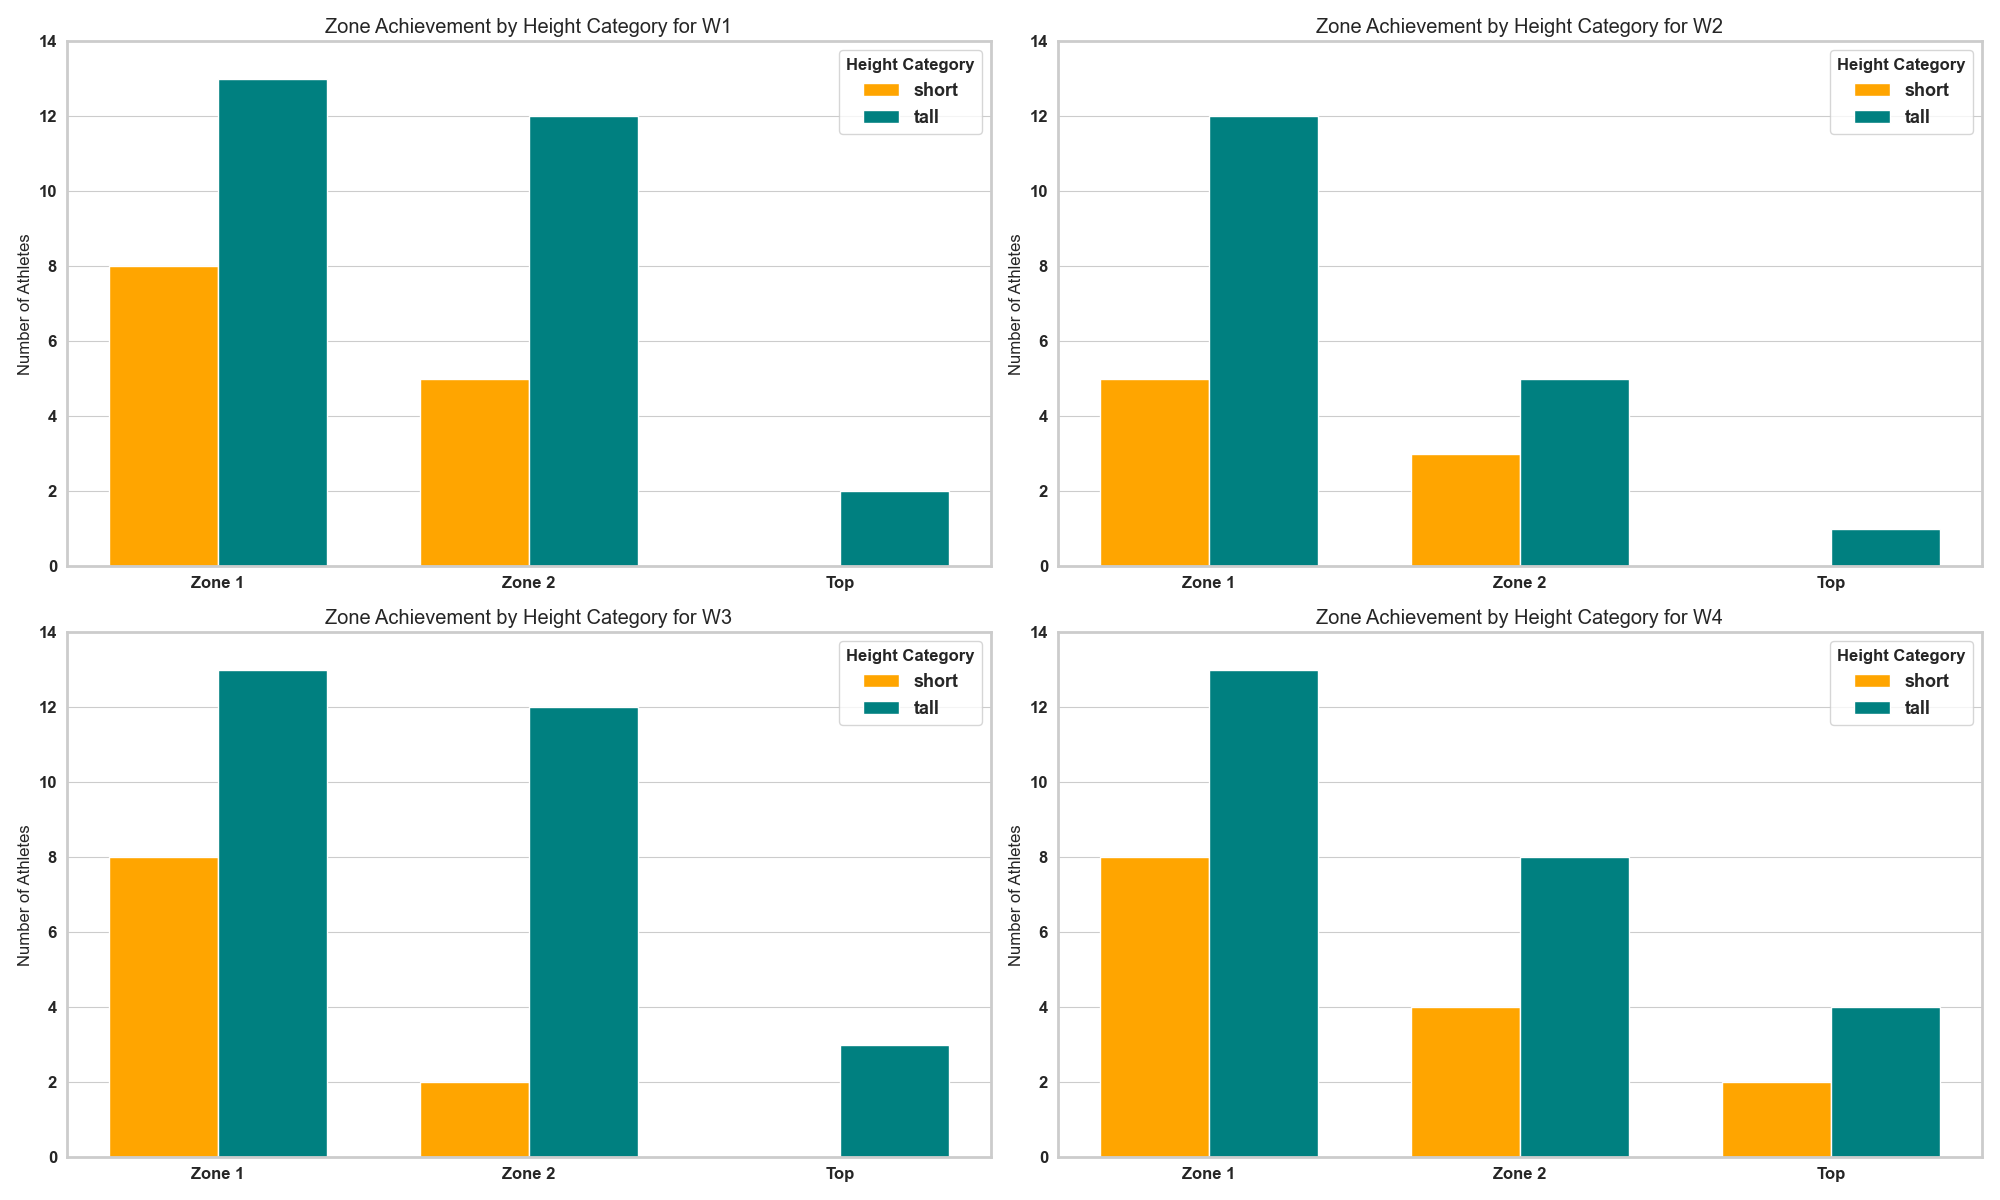 Zone Achievement by Height Category for W1
14
12
10
8
6
4
2
0
Number of Athletes
Height Category
short
tall
Zone 1
Zone 2
Top
Zone Achievement by Height Category for W2
14
12
10
8
6
4
2
0
Number of Athletes
Height Category
short
tall
Zone 1
Zone 2
Top
Zone Achievement by Height Category for W3
14
12
10
8
6
4
2
0
Number of Athletes
Height Category
short
tall
Zone 1
Zone 2
Top
Zone Achievement by Height Category for W4
14
12
10
8
6
4
2
0
Number of Athletes
Height Category
short
tall
Zone 1
Zone 2
Top